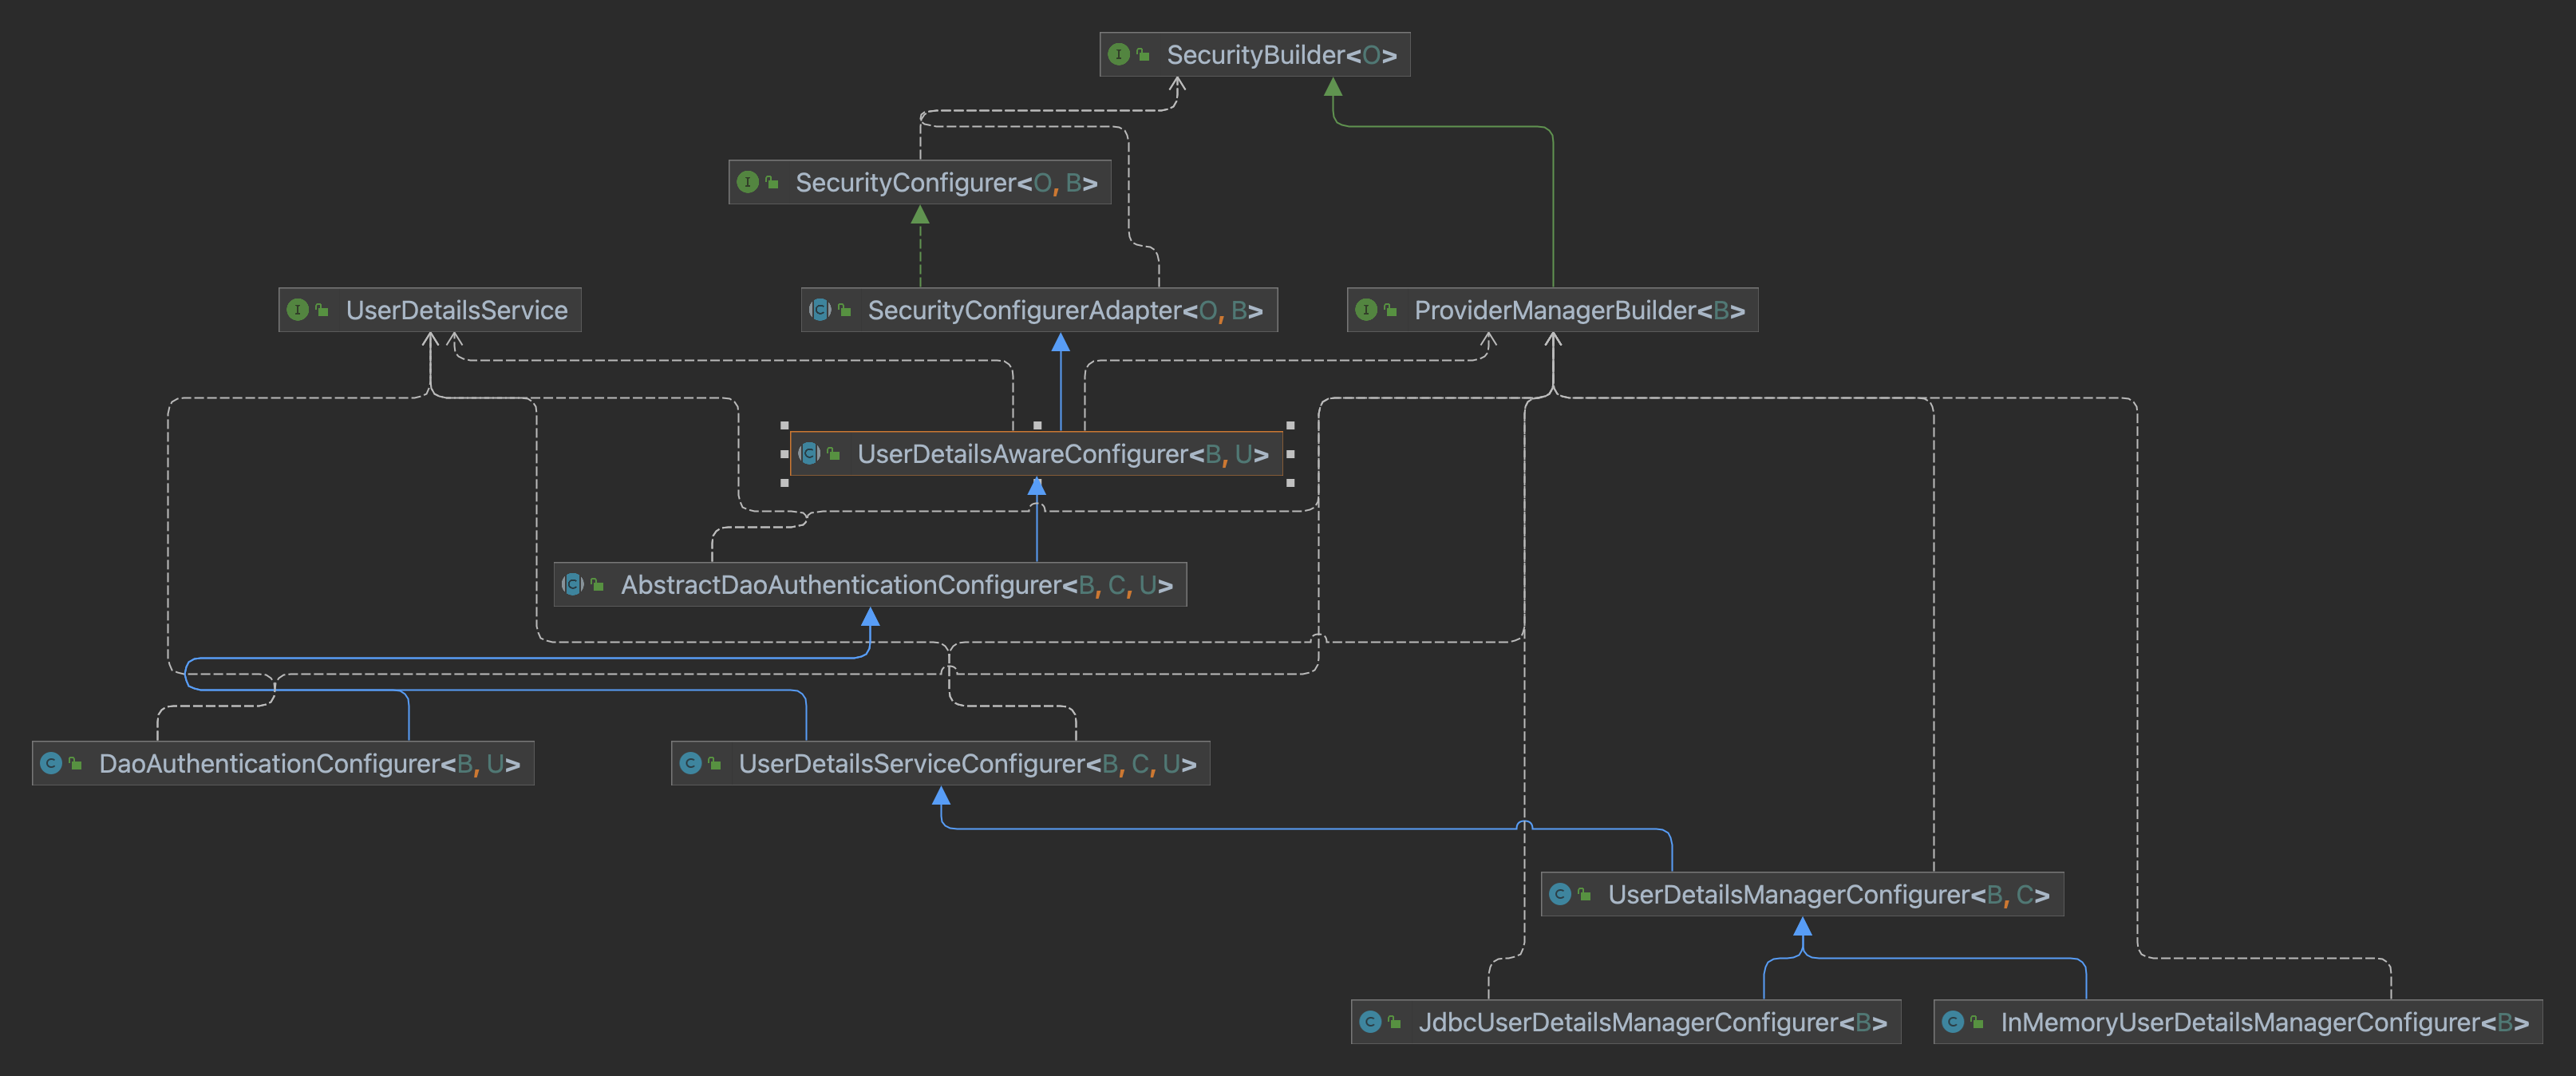 SecurityBuilder<O>
SecurityConfigurer<O, B>
UserDetailsService
SecurityConfigurerAdapter<O, B>
ProviderManagerBuilder<B>
UserDetailsAwareConfigurer<B, U>
AbstractDaoAuthenticationConfigurer<B, C, U>
DaoAuthenticationConfigurer<B, U>
UserDetailsServiceConfigurer<B, C, U>
UserDetailsManagerConfigurer<B, C>
JdbcUserDetailsManagerConfigurer<B>
InMemoryUserDetailsManagerConfigurer<B>